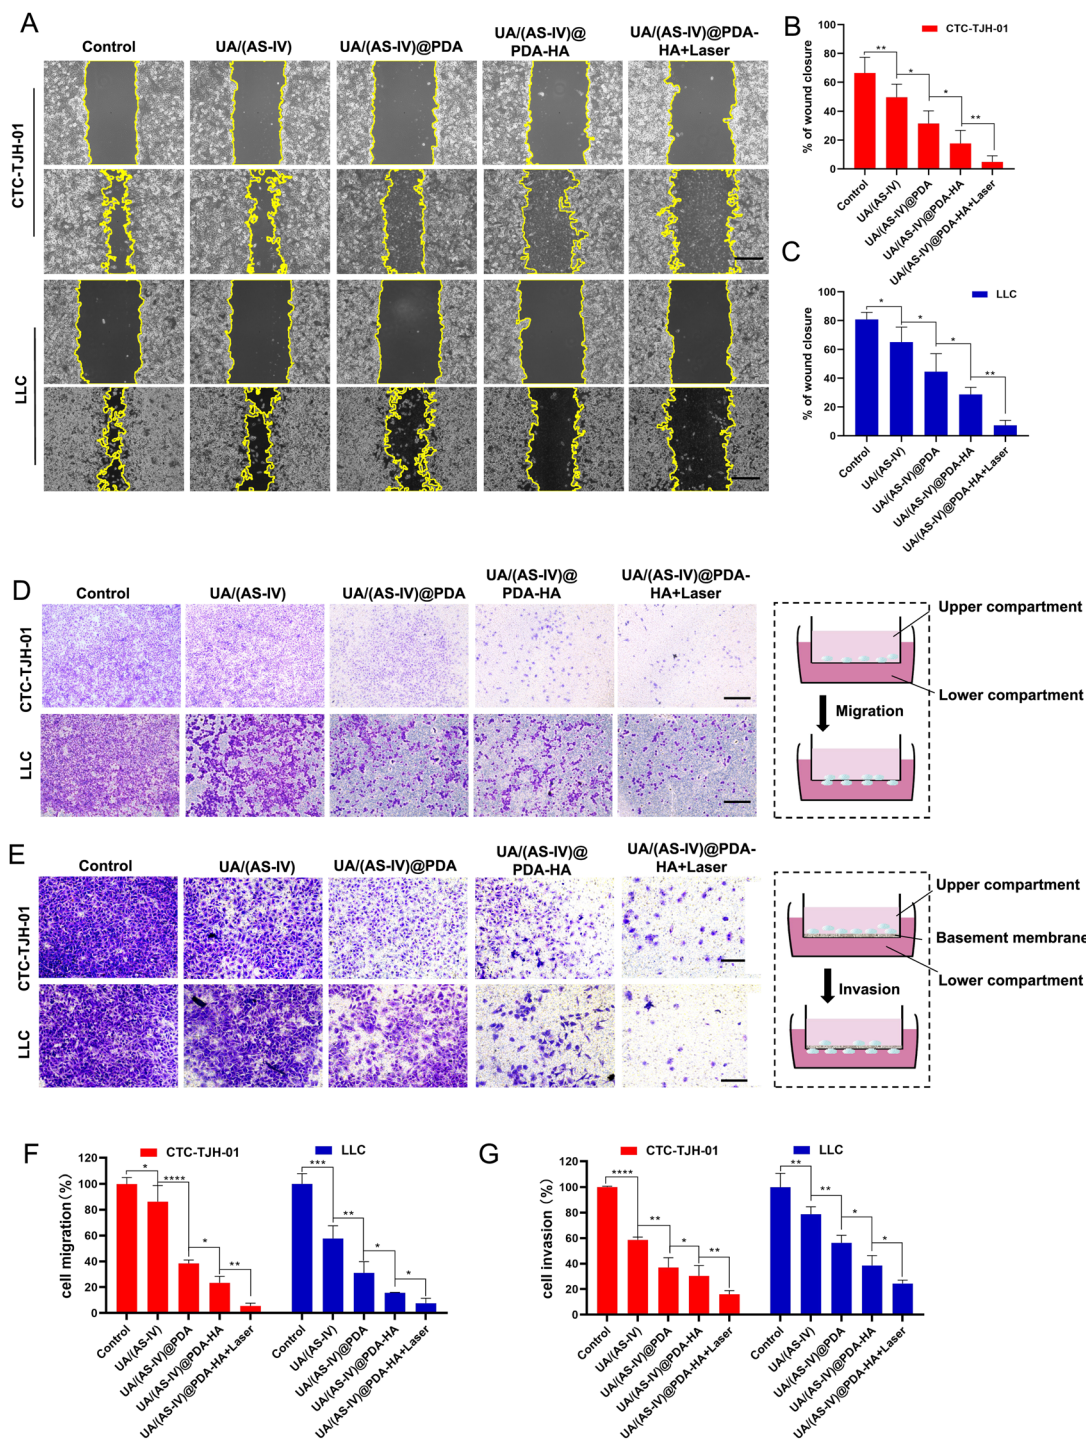 A
Control
UA/(AS-IV)
UA/(AS-IV)@PDA
UA/(AS-IV)@
PDA-HA
UA/(AS-IV)@PDA-
HA+Laser
CTC-TJH-01
LLC
B
CTC-TJH-01
% of wound closure
100
80
60
40
20
0
**
*
*
**
Control
UA/(AS-IV)
UA/(AS-IV)@PDA
UA/(AS-IV)@PDA-HA
UA/(AS-IV)@PDA-HA+Laser
C
LLC
% of wound closure
100
80
60
40
20
0
*
*
*
**
Control
UA/(AS-IV)
UA/(AS-IV)@PDA
UA/(AS-IV)@PDA-HA
UA/(AS-IV)@PDA-HA+Laser
D
Control
UA/(AS-IV)
UA/(AS-IV)@PDA
UA/(AS-IV)@
PDA-HA
UA/(AS-IV)@PDA-
HA+Laser
CTC-TJH-01
LLC
Upper compartment
Lower compartment
Migration
E
Control
UA/(AS-IV)
UA/(AS-IV)@PDA
UA/(AS-IV)@
PDA-HA
UA/(AS-IV)@PDA-
HA+Laser
CTC-TJH-01
LLC
Upper compartment
Basement membrane
Lower compartment
Invasion
F
CTC-TJH-01
LLC
cell migration (%)
120
100
80
60
40
20
0
*
****
*
**
***
**
*
*
Control
UA/(AS-IV)
UA/(AS-IV)@PDA
UA/(AS-IV)@PDA-HA
UA/(AS-IV)@PDA-HA+Laser
Control
UA/(AS-IV)
UA/(AS-IV)@PDA
UA/(AS-IV)@PDA-HA
UA/(AS-IV)@PDA-HA+Laser
G
CTC-TJH-01
LLC
cell invasion (%)
120
100
80
60
40
20
0
****
**
*
**
**
**
*
*
Control
UA/(AS-IV)
UA/(AS-IV)@PDA
UA/(AS-IV)@PDA-HA
UA/(AS-IV)@PDA-HA+Laser
Control
UA/(AS-IV)
UA/(AS-IV)@PDA
UA/(AS-IV)@PDA-HA
UA/(AS-IV)@PDA-HA+Laser